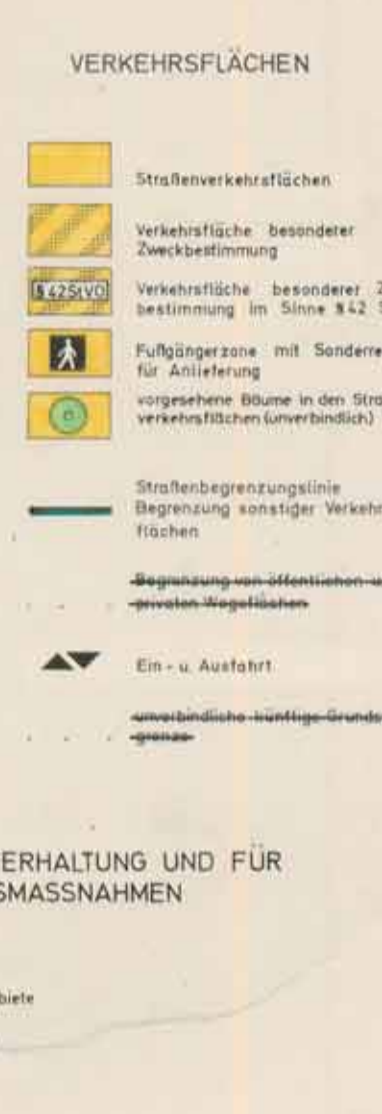 VERKEHRSFLÄCHEN
Straßenverkehrsflächen
Verkehrsfläche besonderer
Zweckbestimmung
§ 42 StVO
Verkehrsfläche besonderer Z
bestimmung im Sinne § 42 S
Fußgängerzone mit Sonderre
für Anlieferung
vorgesehene Bäume in den Stra
verkehrsflächen (unverbindlich)
Straßenbegrenzungslinie
Begrenzung sonstiger Verkehr
flächen
Begrenzung von öffentlichen u
privaten Wegeflächen
Ein - u. Ausfahrt
unverbindliche künftige Grunds
grenze
ERHALTUNG UND FÜR
SMASSNAHMEN
biete